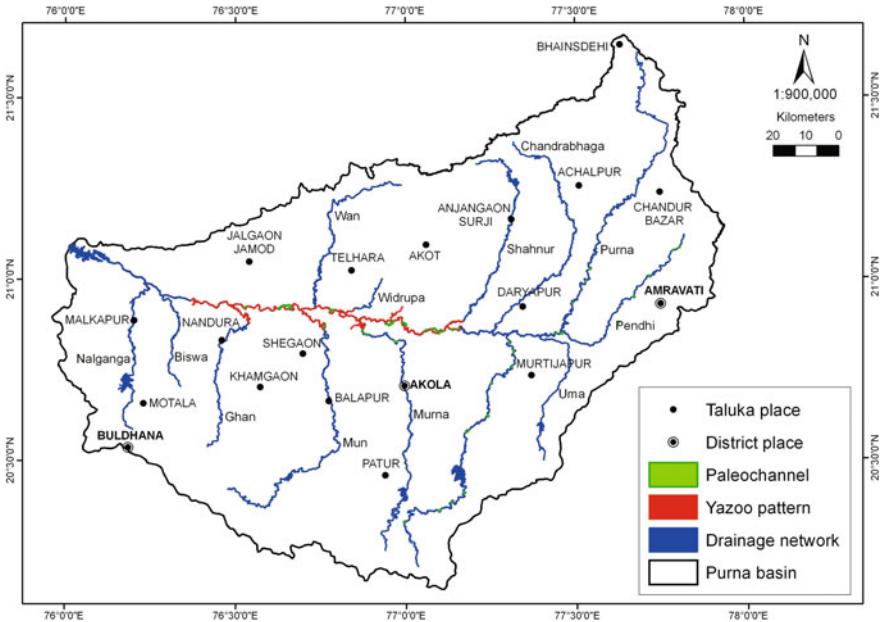 76°0'0"E
76°30'0"E
77°0'0"E
77°30'0"E
78°0'0"E
BHAINSDEHI
N
1:900,000
Kilometers
20 10 0
21°30'0"N
21°30'0"N
Chandrabhaga
ACHALPUR
CHANDUR
BAZAR
Wan
ANJANGAON
SURJI
JALGAON
JAMOD
TELHARA
AKOT
Shahnur
Purna
21°0'0"N
21°0'0"N
Widrupa
DARYAPUR
AMRAVATI
Pendhi
MALKAPUR
NANDURA
Nalganga
Biswa
SHEGAON
MURTIJAPUR
KHAMGAON
AKOLA
Uma
MOTALA
BALAPUR
Ghan
Murna
BULDHANA
Mun
PATUR
20°30'0"N
20°30'0"N
Taluka place
District place
Paleochannel
Yazoo pattern
Drainage network
Purna basin
76°0'0"E
76°30'0"E
77°0'0"E
77°30'0"E
78°0'0"E